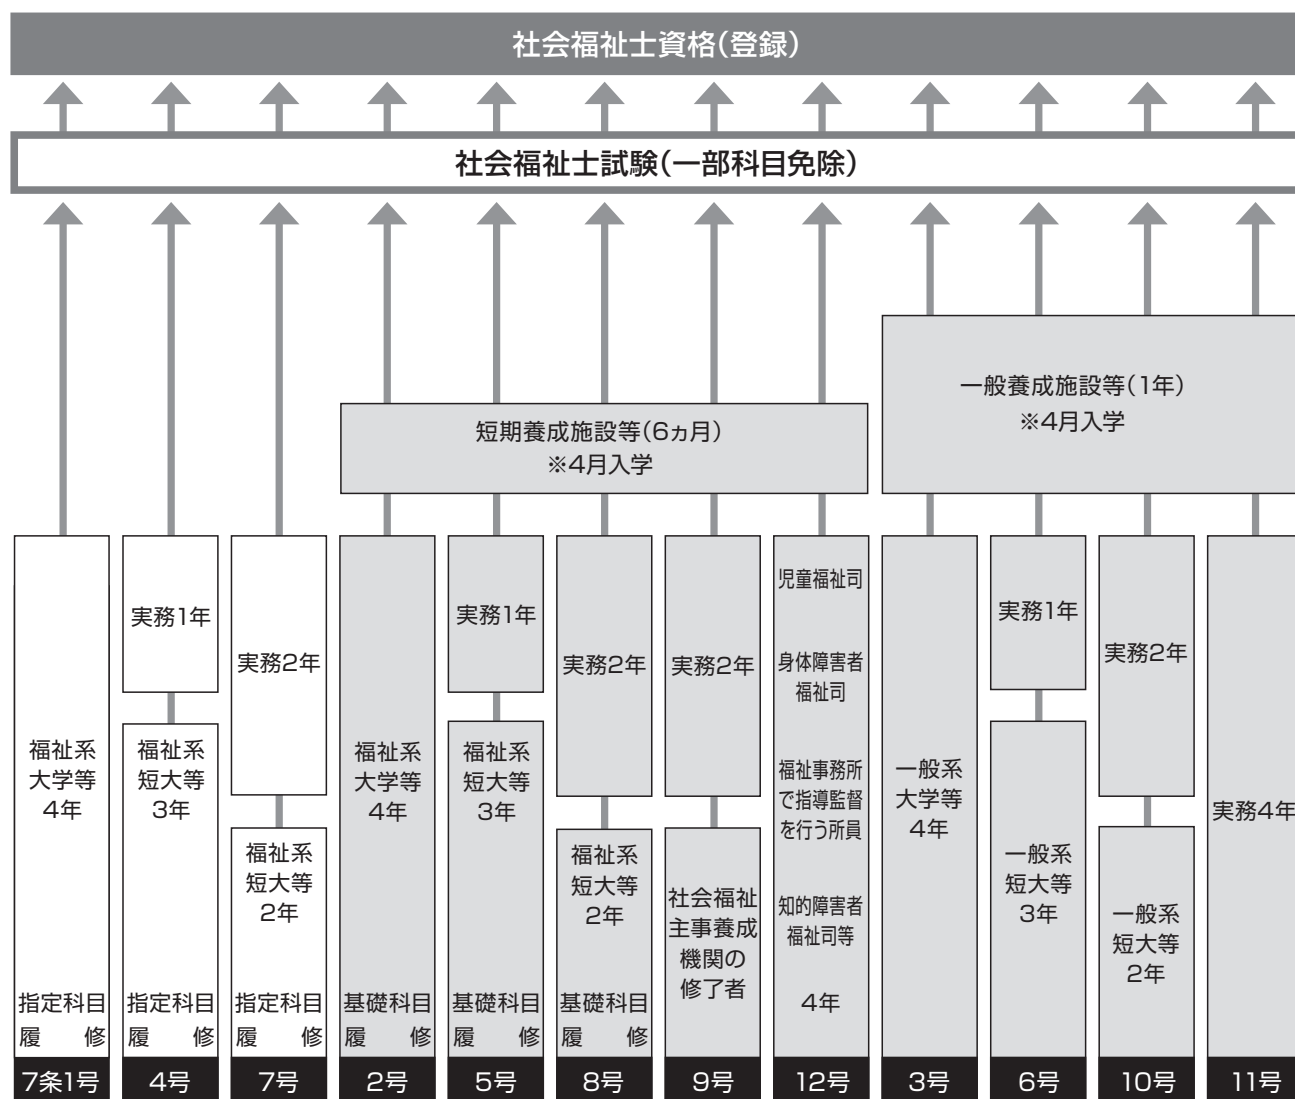 社会福祉士資格(登録)
社会福祉士試験(一部科目免除)
一般養成施設等(1年)
※4月入学
短期養成施設等(6ヵ月)
※4月入学
福祉系
大学等
4年
指定科目
履 修
7条1号
実務1年
福祉系
短大等
3年
指定科目
履 修
4号
実務2年
福祉系
短大等
2年
指定科目
履 修
7号
福祉系
大学等
4年
基礎科目
履 修
2号
実務1年
福祉系
短大等
3年
基礎科目
履 修
5号
実務2年
福祉系
短大等
2年
基礎科目
履 修
8号
実務2年
社会福祉
主事養成
機関の
修了者
9号
児童福祉司
身体障害者
福祉司
福祉事務所
で指導監督
を行う所員
知的障害者
福祉司等
4年
12号
一般系
大学等
4年
3号
実務1年
一般系
短大等
3年
6号
実務2年
一般系
短大等
2年
10号
実務4年
11号